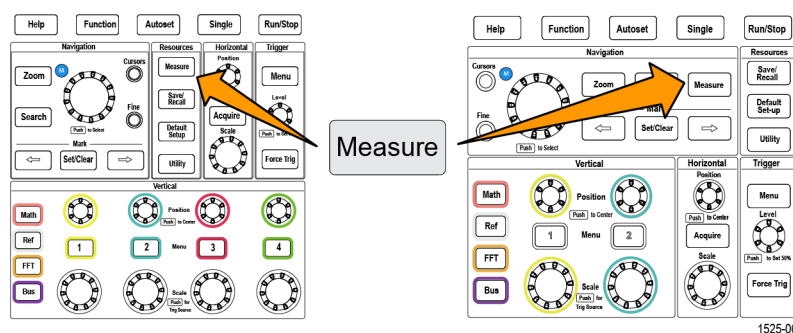 Help Function Autoset Single Run/Stop
Navigation Resources Horizontal Trigger
Cursors
Measure
Position
Zoom
M
Menu
Save/
Recall
Level
Search
Fine
Acquire
Default
Setup
Scale
Push to Select
Push
Mark
Set/Clear
Utility
Force Trig
Vertical
Math
Position
Push to Center
Ref
1 2 Menu 3 4
FFT
Bus
Scale
Push for
Trig Source
Measure
Help Function Autoset Single Run/Stop
Navigation Resources
Cursors
M
Zoom
Measure
Save/
Recall
Fine
Mark
Default
Set-up
Set/Clear
Push to Select
Utility
Vertical Horizontal Trigger
Position
Math
Position
Menu
Push to Center
Push to Center
Level
Ref
1 Menu 2
Acquire
FFT
Push to Set 50%
Scale
Bus
Scale
Push for
Trig Source
Force Trig